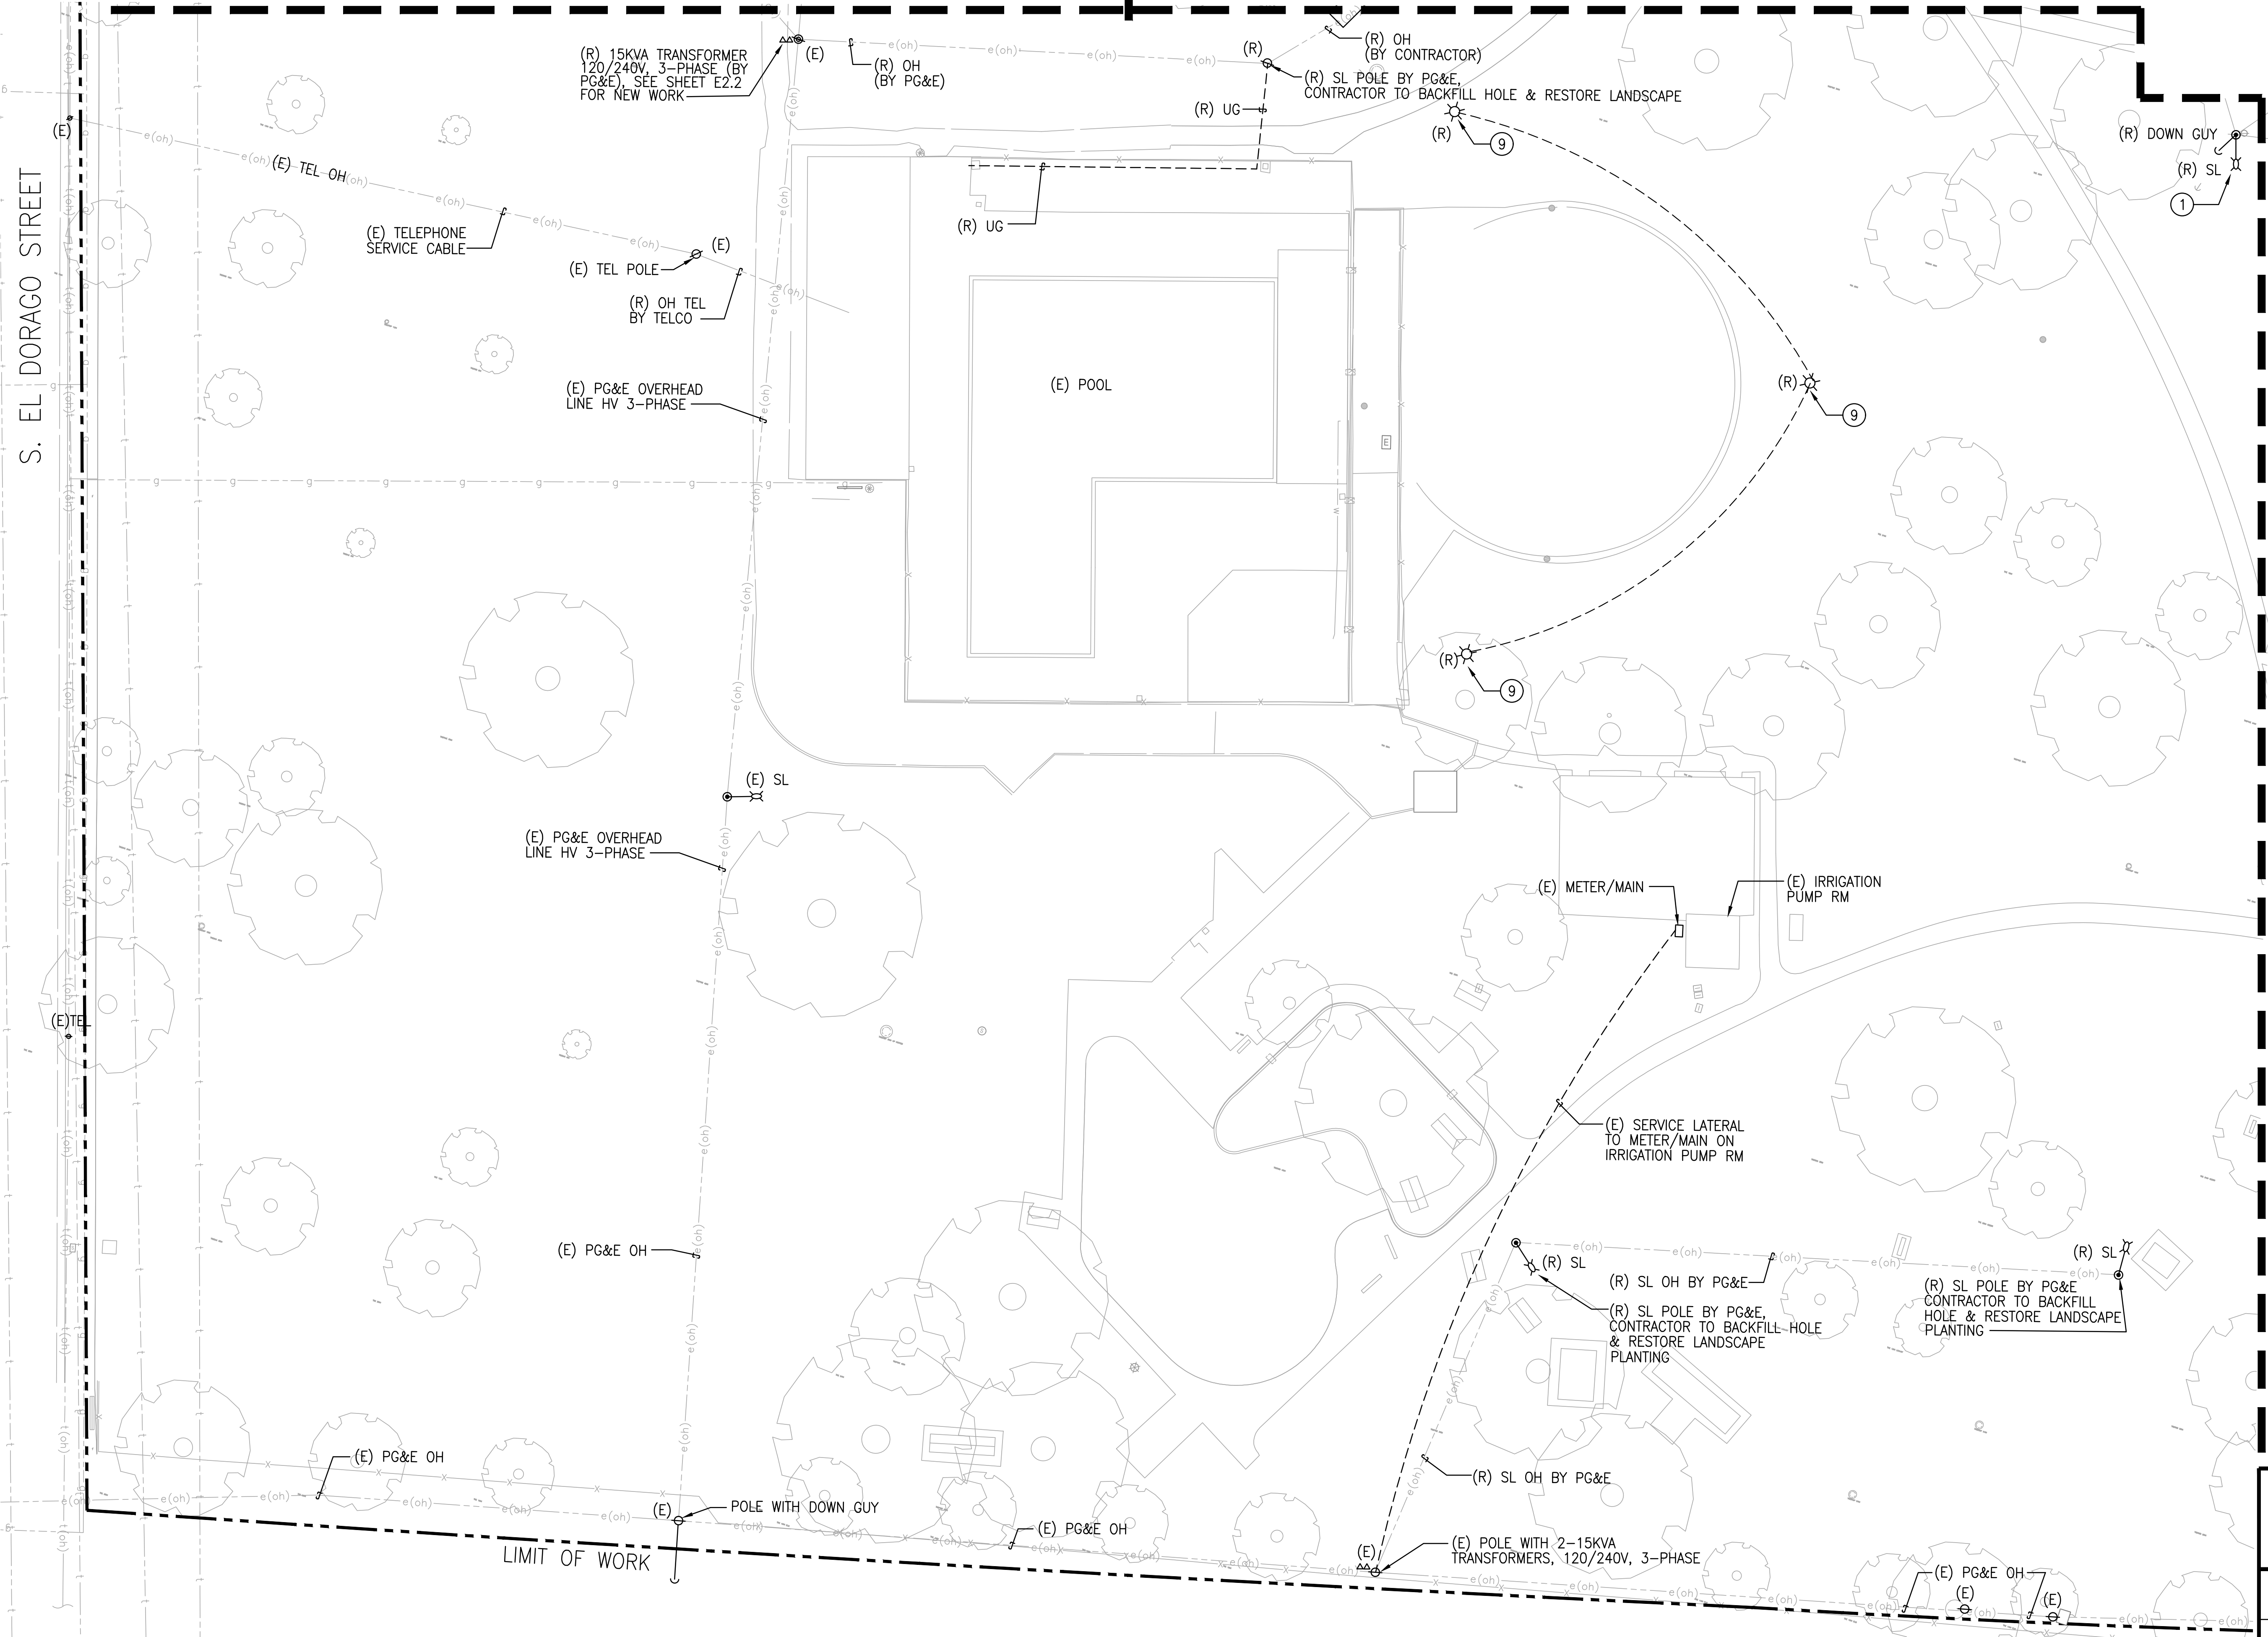 (R) 15KVA TRANSFORMER
120/240V, 3-PHASE (BY
PG&E), SEE SHEET E2.2
FOR NEW WORK
(E)
(R) OH
(BY PG&E)
(R)
(R) OH
(BY CONTRACTOR)
(R) SL POLE BY PG&E,
CONTRACTOR TO BACKFILL HOLE & RESTORE LANDSCAPE
(R) UG
(R)
9
(R) DOWN GUY
(R) SL
1
(E)
(E) TEL OH
S. EL DORAGO STREET
(E) TELEPHONE
SERVICE CABLE
(E) TEL POLE
(E)
(R) OH TEL
BY TELCO
(R) UG
(E) PG&E OVERHEAD
LINE HV 3-PHASE
(E) POOL
E
(R)
9
(R)
9
(E) SL
(E) PG&E OVERHEAD
LINE HV 3-PHASE
(E) METER/MAIN
(E) IRRIGATION
PUMP RM
(E)TEL
(E) SERVICE LATERAL
TO METER/MAIN ON
IRRIGATION PUMP RM
(E) PG&E OH
(R) SL
(R) SL OH BY PG&E
(R) SL POLE BY PG&E,
CONTRACTOR TO BACKFILL HOLE
& RESTORE LANDSCAPE
PLANTING
(R) SL
(R) SL POLE BY PG&E
CONTRACTOR TO BACKFILL
HOLE & RESTORE LANDSCAPE
PLANTING
(E) PG&E OH
(R) SL OH BY PG&E
(E)
POLE WITH DOWN GUY
(E) PG&E OH
LIMIT OF WORK
(E)
(E) POLE WITH 2-15KVA
TRANSFORMERS, 120/240V, 3-PHASE
(E) PG&E OH
(E)
(E)